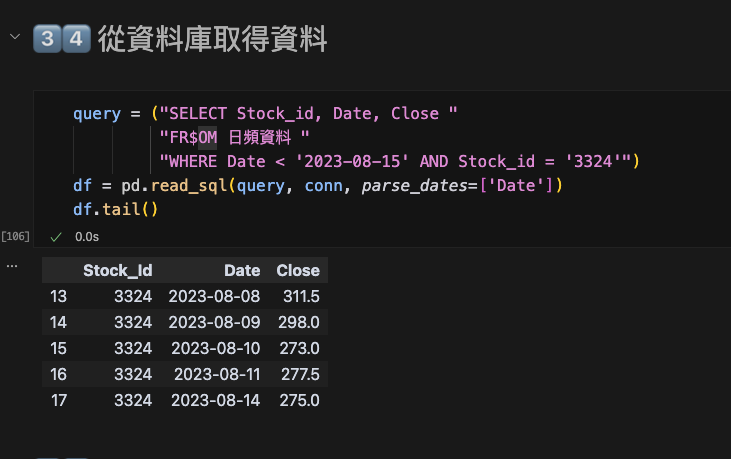 3️⃣4️⃣ 從資料庫取得資料
query = ("SELECT Stock_id, Date, Close "
"FR$OM 日頻資料 "
"WHERE Date < '2023-08-15' AND Stock_id = '3324'")
df = pd.read_sql(query, conn, parse_dates=['Date'])
df.tail()
[106] ✓ 0.0s
...
Stock_Id Date Close
13 3324 2023-08-08 311.5
14 3324 2023-08-09 298.0
15 3324 2023-08-10 273.0
16 3324 2023-08-11 277.5
17 3324 2023-08-14 275.0